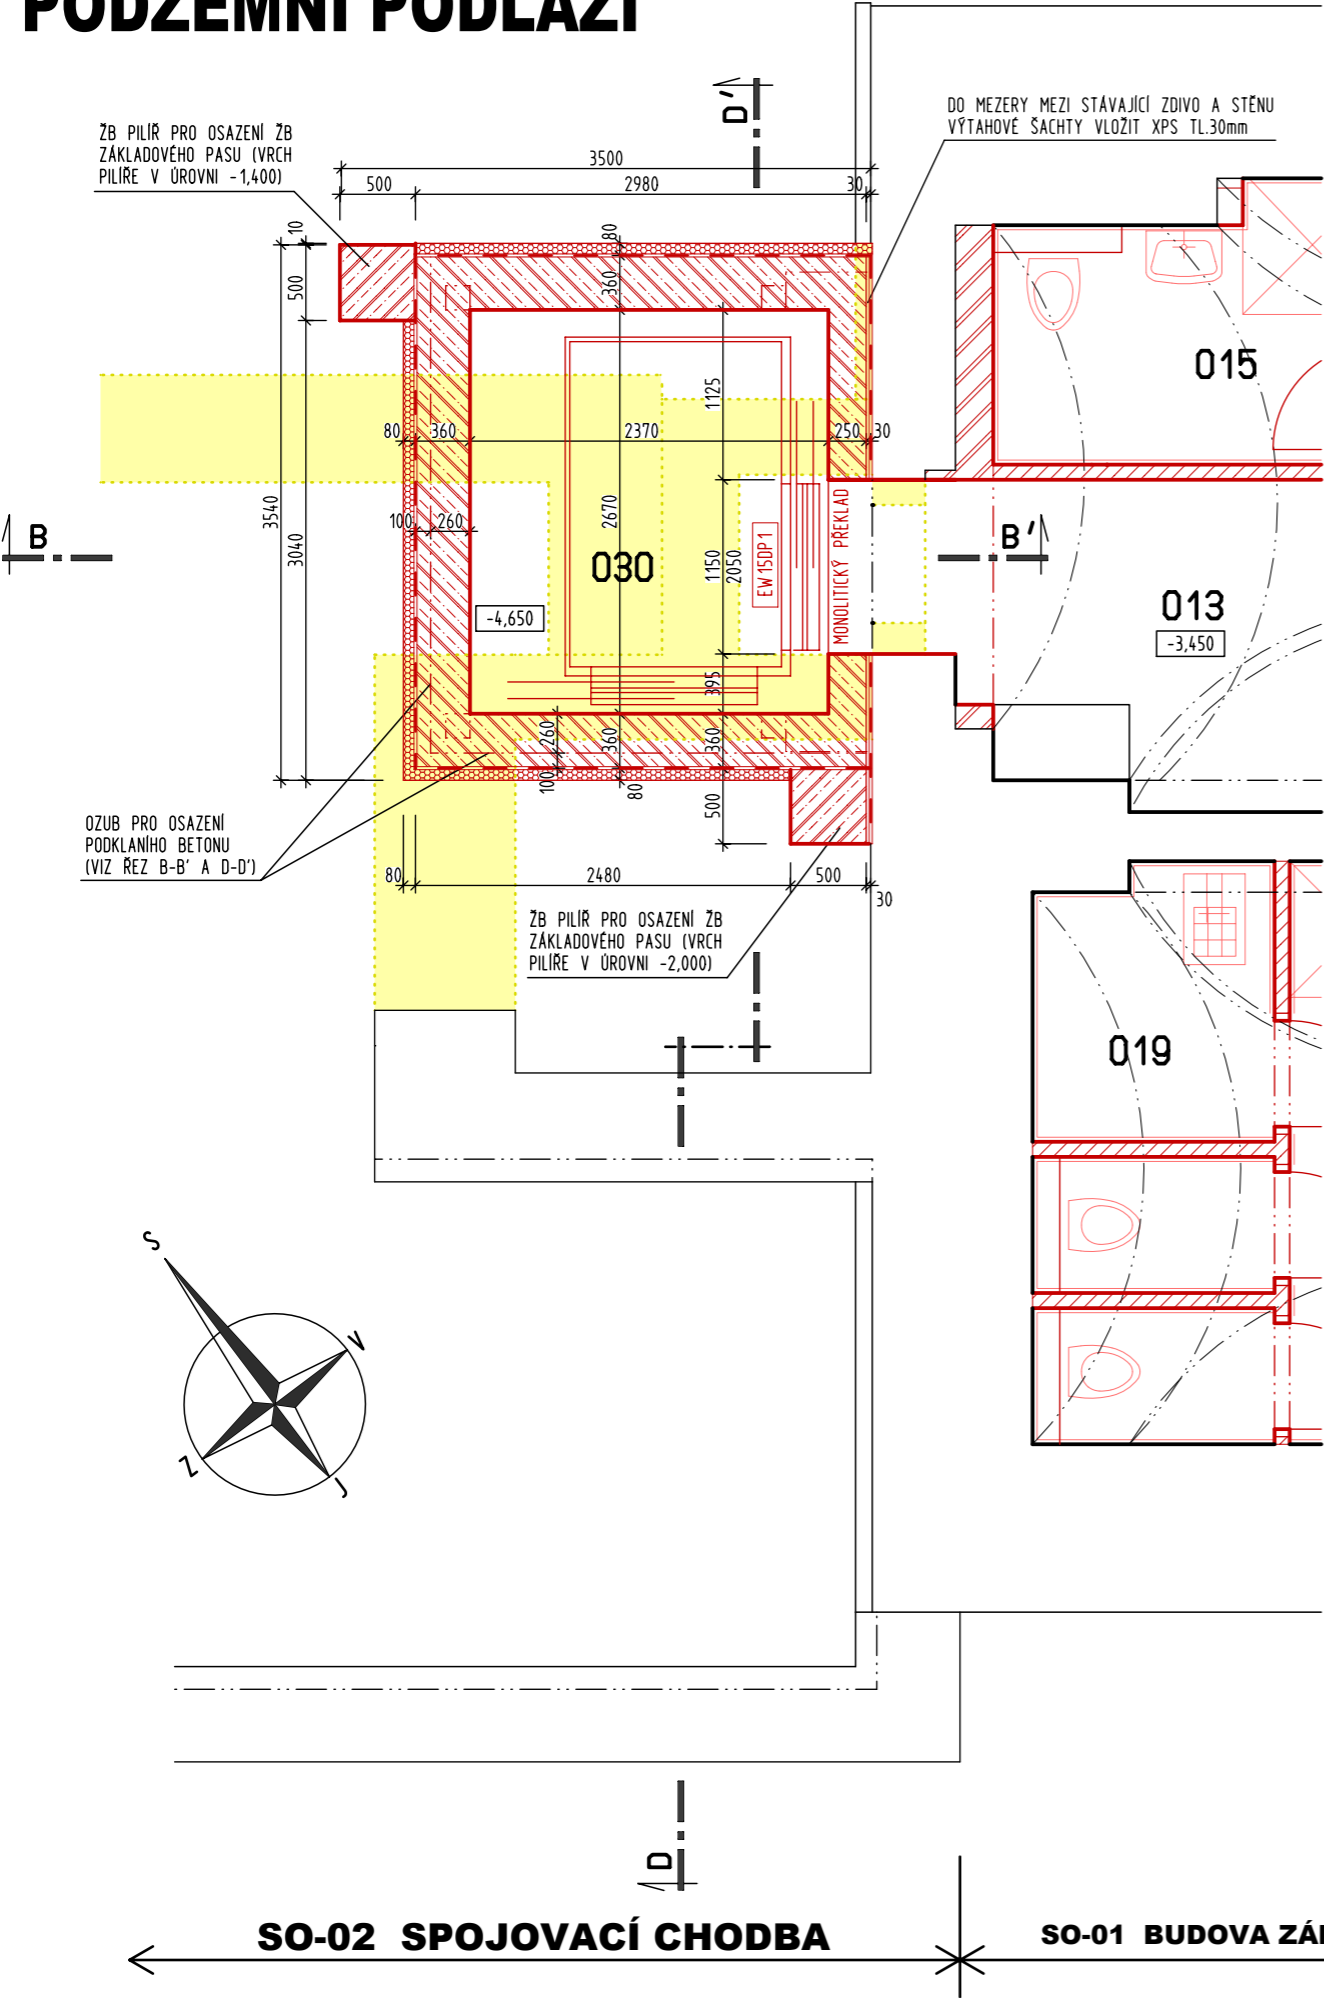 PODZEMNÍ PODLAŽÍ
D'
DO MEZERY MEZI STÁVAJÍCÍ ZDIVO A STĚNU
VÝTAHOVÉ ŠACHTY VLOŽIT XPS TL.30mm
ŽB PILÍŘ PRO OSAZENÍ ŽB
ZÁKLADOVÉHO PASU (VRCH
PILÍŘE V ÚROVNI -1,400)
3500
500
2980
30
10
500
80
360
015
1125
80
360
2370
250
30
3540
3040
100
260
2670
1150
2050
EW15DP1
MONOLITICKÝ PŘEKLAD
B
B'
030
-4,650
013
-3,450
395
260
360
360
100
80
500
OZUB PRO OSAZENÍ
PODKLANÍHO BETONU
(VIZ ŘEZ B-B' A D-D')
80
2480
500
30
ŽB PILÍŘ PRO OSAZENÍ ŽB
ZÁKLADOVÉHO PASU (VRCH
PILÍŘE V ÚROVNI -2,000)
019
S
V
Z
J
D
SO-02 SPOJOVACÍ CHODBA
SO-01 BUDOVA